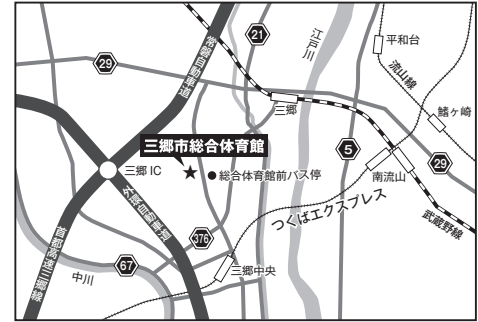 21
江戸川
平和台
常磐自動車道
流山線
29
鰭ヶ崎
三郷
三郷市総合体育館
5
29
三郷IC
総合体育館前バス停
南流山
外環自動車道
つくばエクスプレス
武蔵野線
376
首都高速三郷線
67
三郷中央
中川